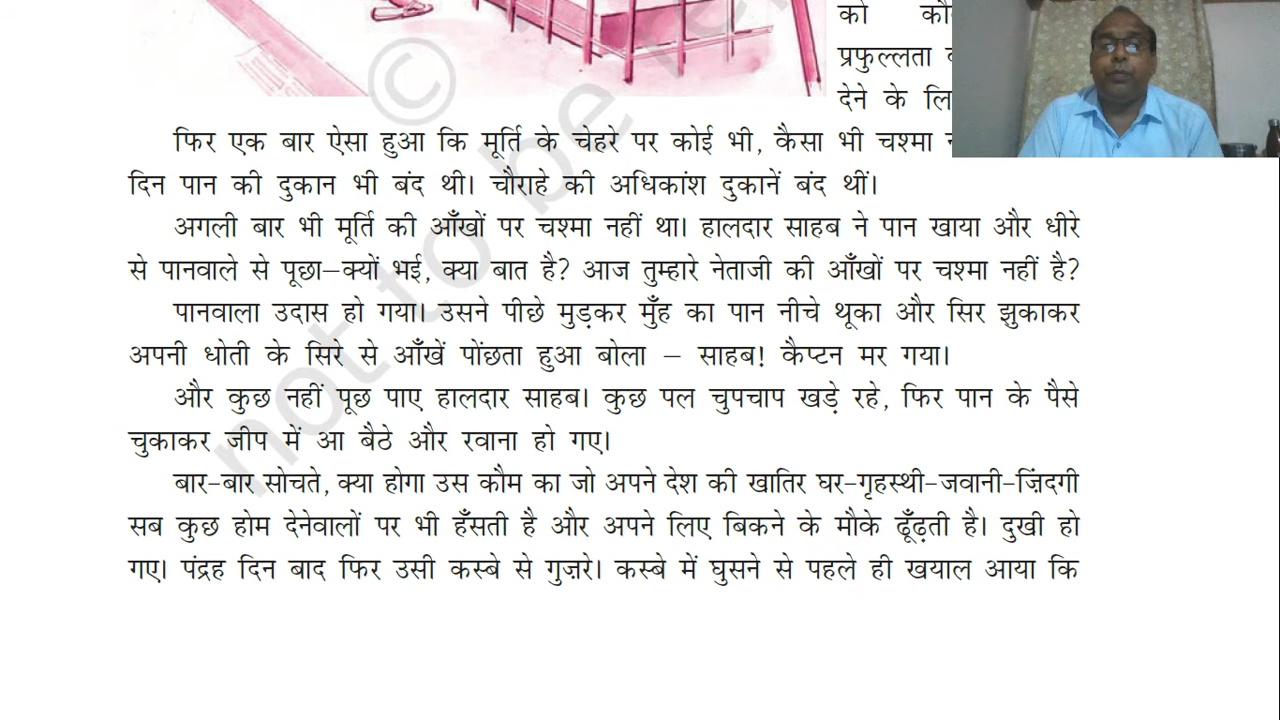 को
प्रफुल्लता
देने के
फिर एक बार ऐसा हुआ कि मूर्ति के चेहरे पर कोई भी, कैसा भी चश्मा
दिन पान की दुकान भी बंद थी। चौराहे की अधिकांश दुकानें बंद थीं।
अगली बार भी मूर्ति की आँखों पर चश्मा नहीं था। हालदार साहब ने पान खाया और धीरे
से पानवाले से पूछा–क्यों भई, क्या बात है? आज तुम्हारे नेताजी की आँखों पर चश्मा नहीं है?
पानवाला उदास हो गया। उसने पीछे मुड़कर मुँह का पान नीचे थूका और सिर झुकाकर
अपनी धोती के सिरे से आँखें पोंछता हुआ बोला – साहब! कैप्टन मर गया।
और कुछ नहीं पूछ पाए हालदार साहब। कुछ पल चुपचाप खड़े रहे, फिर पान के पैसे
चुकाकर जीप में आ बैठे और रवाना हो गए।
बार-बार सोचते, क्या होगा उस कौम का जो अपने देश की खातिर घर-गृहस्थी-जवानी-ज़िंदगी
सब कुछ होम देनेवालों पर भी हँसती है और अपने लिए बिकने के मौके ढूँढ़ती है। दुखी हो
गए। पंद्रह दिन बाद फिर उसी कस्बे से गुज़रे। कस्बे में घुसने से पहले ही खयाल आया कि
© not to be